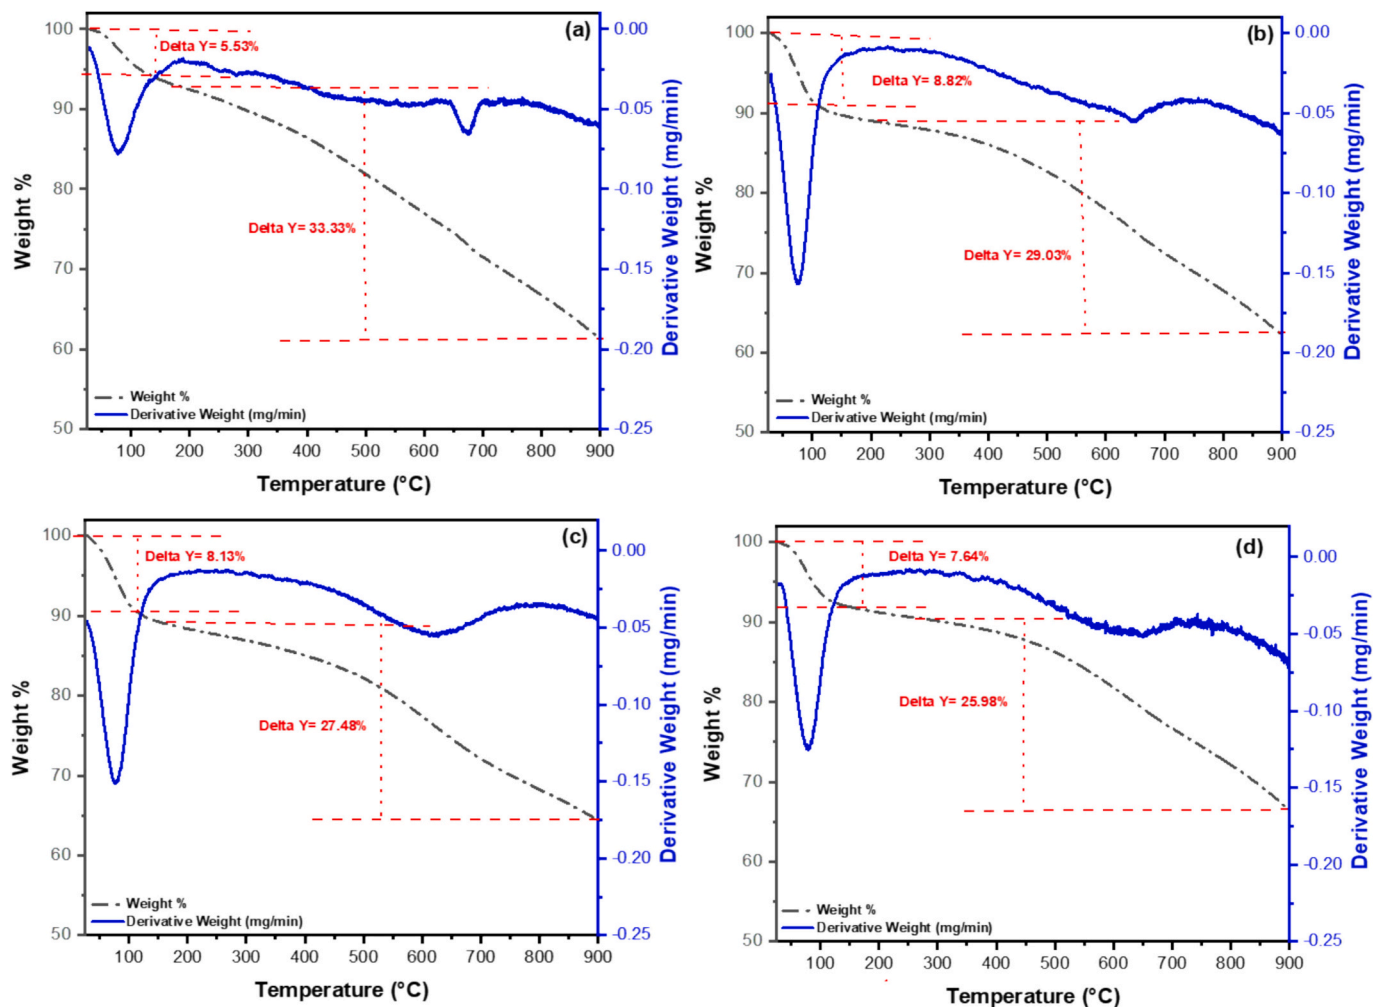 (a)
Delta Y= 5.53%
Delta Y= 33.33%
Weight %
100
90
80
70
60
50
0.00
-0.05
-0.10
-0.15
-0.20
-0.25
Derivative Weight (mg/min)
Weight %
Derivative Weight (mg/min)
100 200 300 400 500 600 700 800 900
Temperature (°C)
(b)
Delta Y= 8.82%
Delta Y= 29.03%
Weight %
100
90
80
70
60
50
0.00
-0.05
-0.10
-0.15
-0.20
-0.25
Derivative Weight (mg/min)
Weight %
Derivative Weight (mg/min)
100 200 300 400 500 600 700 800 900
Temperature (°C)
(c)
Delta Y= 8.13%
Delta Y= 27.48%
Weight %
100
90
80
70
60
50
0.00
-0.05
-0.10
-0.15
-0.20
-0.25
Derivative Weight (mg/min)
Weight %
Derivative Weight (mg/min)
100 200 300 400 500 600 700 800 900
Temperature (°C)
(d)
Delta Y= 7.64%
Delta Y= 25.98%
Weight %
100
90
80
70
60
50
0.00
-0.05
-0.10
-0.15
-0.20
-0.25
Derivative Weight (mg/min)
Weight %
Derivative Weight (mg/min)
100 200 300 400 500 600 700 800 900
Temperature (°C)